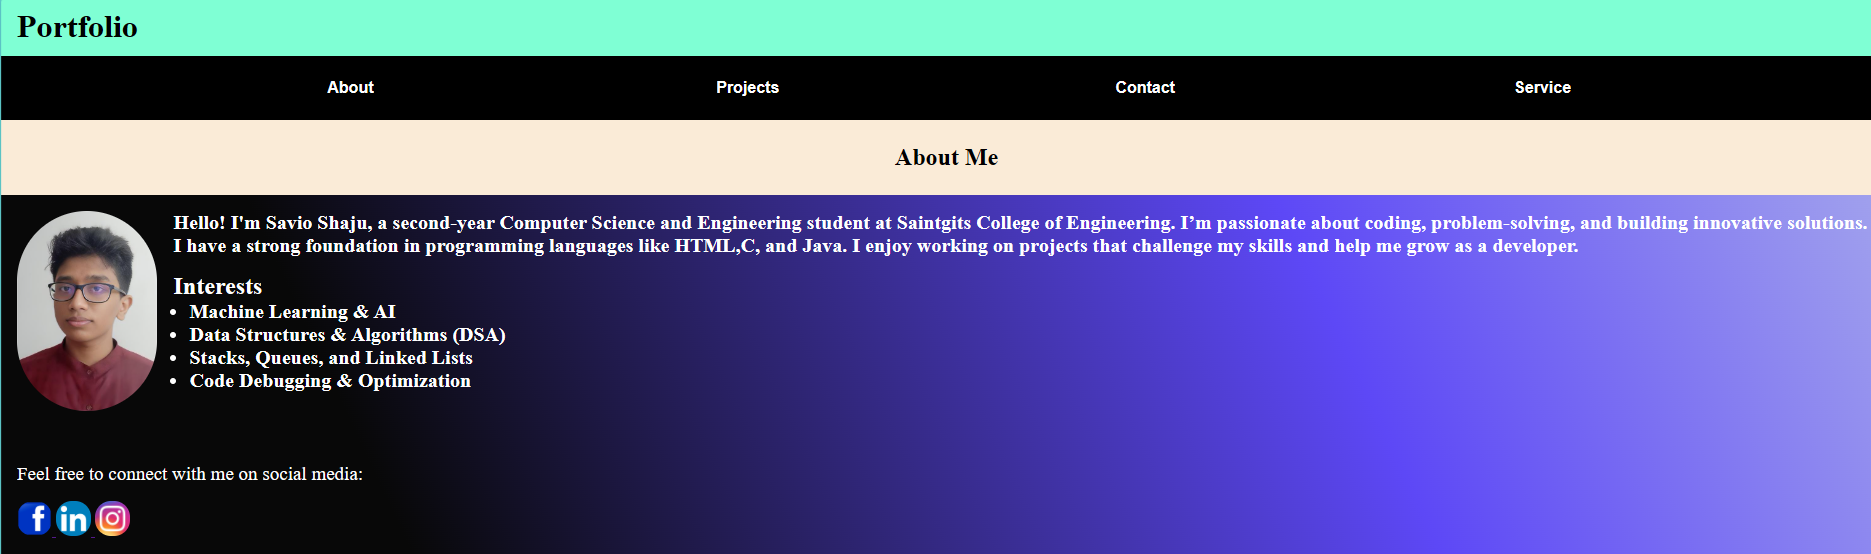 Portfolio
About Projects Contact Service
About Me
Hello! I'm Savio Shaju, a second-year Computer Science and Engineering student at Saintgits College of Engineering. I’m passionate about coding, problem-solving, and building innovative solutions.
I have a strong foundation in programming languages like HTML,C, and Java. I enjoy working on projects that challenge my skills and help me grow as a developer.
Interests
• Machine Learning & AI
• Data Structures & Algorithms (DSA)
• Stacks, Queues, and Linked Lists
• Code Debugging & Optimization
Feel free to connect with me on social media:
f in